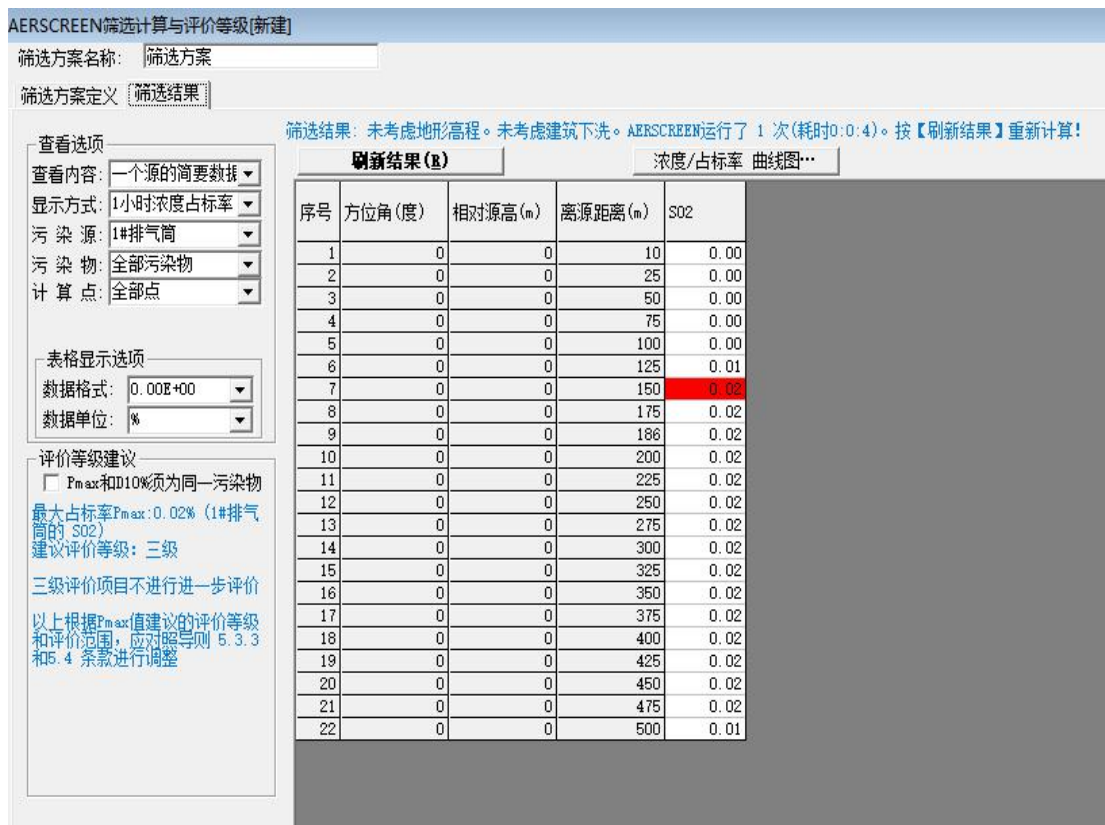 AERSCREEN筛选计算与评价等级[新建]
筛选方案名称: 筛选方案
筛选方案定义 筛选结果
查看选项
查看内容: 一个源的简要数据
显示方式: 1小时浓度占标率
污 染 源: 1#排气筒
污 染 物: 全部污染物
计 算 点: 全部点
表格显示选项
数据格式: 0.00E+00
数据单位: %
评价等级建议
Pmax和D10%须为同一污染物
最大占标率Pmax:0.02% (1#排气
筒的 SO2)
建议评价等级: 三级
三级评价项目不进行进一步评价
以上根据Pmax值建议的评价等级
和评价范围,应对照导则 5.3.3
和5.4 条款进行调整
筛选结果: 未考虑地形高程。未考虑建筑下洗。AERSCREEN运行了 1 次(耗时0:0:4)。按【刷新结果】重新计算!
刷新结果(R) 浓度/占标率 曲线图…
序号 方位角(度) 相对源高(m) 离源距离(m) SO2
1 0 0 10 0.00
2 0 0 25 0.00
3 0 0 50 0.00
4 0 0 75 0.00
5 0 0 100 0.00
6 0 0 125 0.01
7 0 0 150 0.02
8 0 0 175 0.02
9 0 0 186 0.02
10 0 0 200 0.02
11 0 0 225 0.02
12 0 0 250 0.02
13 0 0 275 0.02
14 0 0 300 0.02
15 0 0 325 0.02
16 0 0 350 0.02
17 0 0 375 0.02
18 0 0 400 0.02
19 0 0 425 0.02
20 0 0 450 0.02
21 0 0 475 0.02
22 0 0 500 0.01